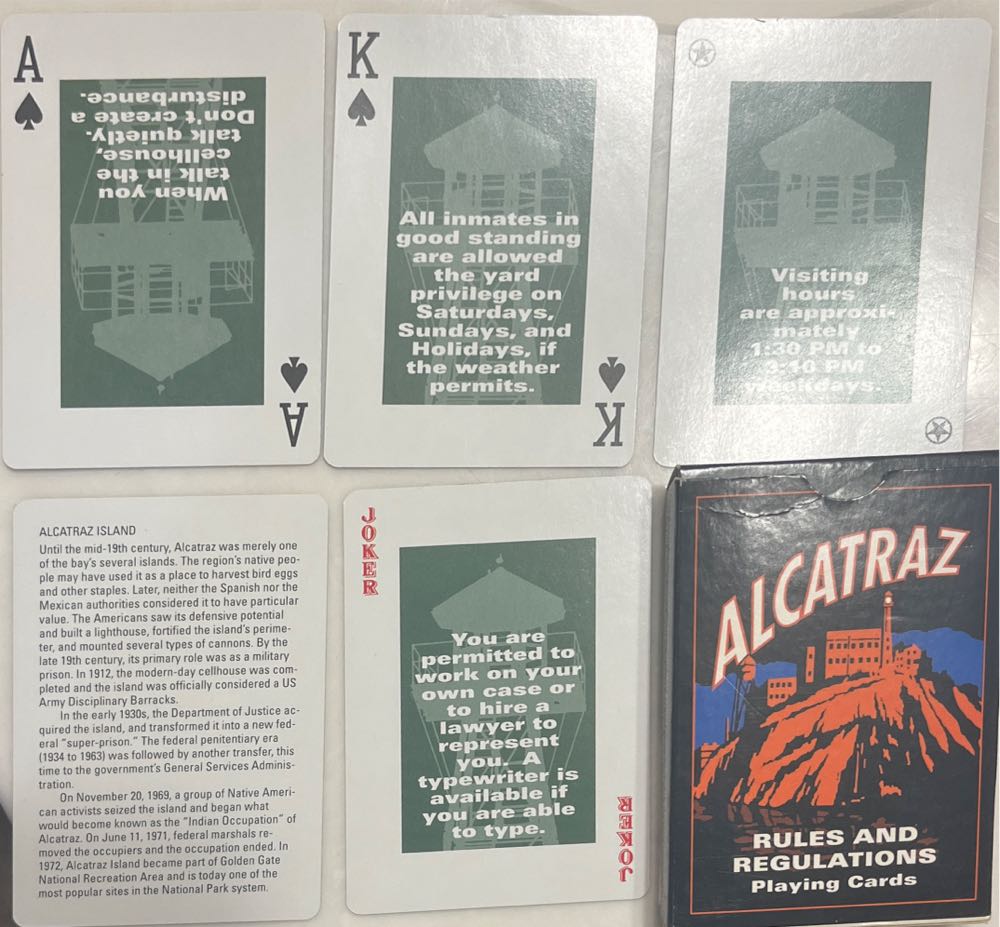 A
When you
talk in the
cellhouse,
talk quietly.
Don't create a
disturbance.
A
K
All inmates in
good standing
are allowed
the yard
privilege on
Saturdays,
Sundays, and
Holidays, if
the weather
permits.
K
Visiting
hours
are approxi-
mately
1:30 PM to
3:10 PM
weekdays.
ALCATRAZ ISLAND
Until the mid-19th century, Alcatraz was merely one
of the bay's several islands. The region's native peo-
ple may have used it as a place to harvest bird eggs
and other staples. Later, neither the Spanish nor the
Mexican authorities considered it to have particular
value. The Americans saw its defensive potential
and built a lighthouse, fortified the island's perime-
ter, and mounted several types of cannons. By the
late 19th century, its primary role was as a military
prison. In 1912, the modern-day cellhouse was com-
pleted and the island was officially considered a US
Army Disciplinary Barracks.
In the early 1930s, the Department of Justice ac-
quired the island, and transformed it into a new fed-
eral "super-prison." The federal penitentiary era
(1934 to 1963) was followed by another transfer, this
time to the government's General Services Adminis-
tration.
On November 20, 1969, a group of Native Ameri-
can activists seized the island and began what
would become known as the "Indian Occupation" of
Alcatraz. On June 11, 1971, federal marshals re-
moved the occupiers and the occupation ended. In
1972, Alcatraz Island became part of Golden Gate
National Recreation Area and is today one of the
most popular sites in the National Park system.
JOKER
You are
permitted to
work on your
own case or
to hire a
lawyer to
represent
you. A
typewriter is
available if
you are able
to type.
JOKER
ALCATRAZ
RULES AND
REGULATIONS
Playing Cards